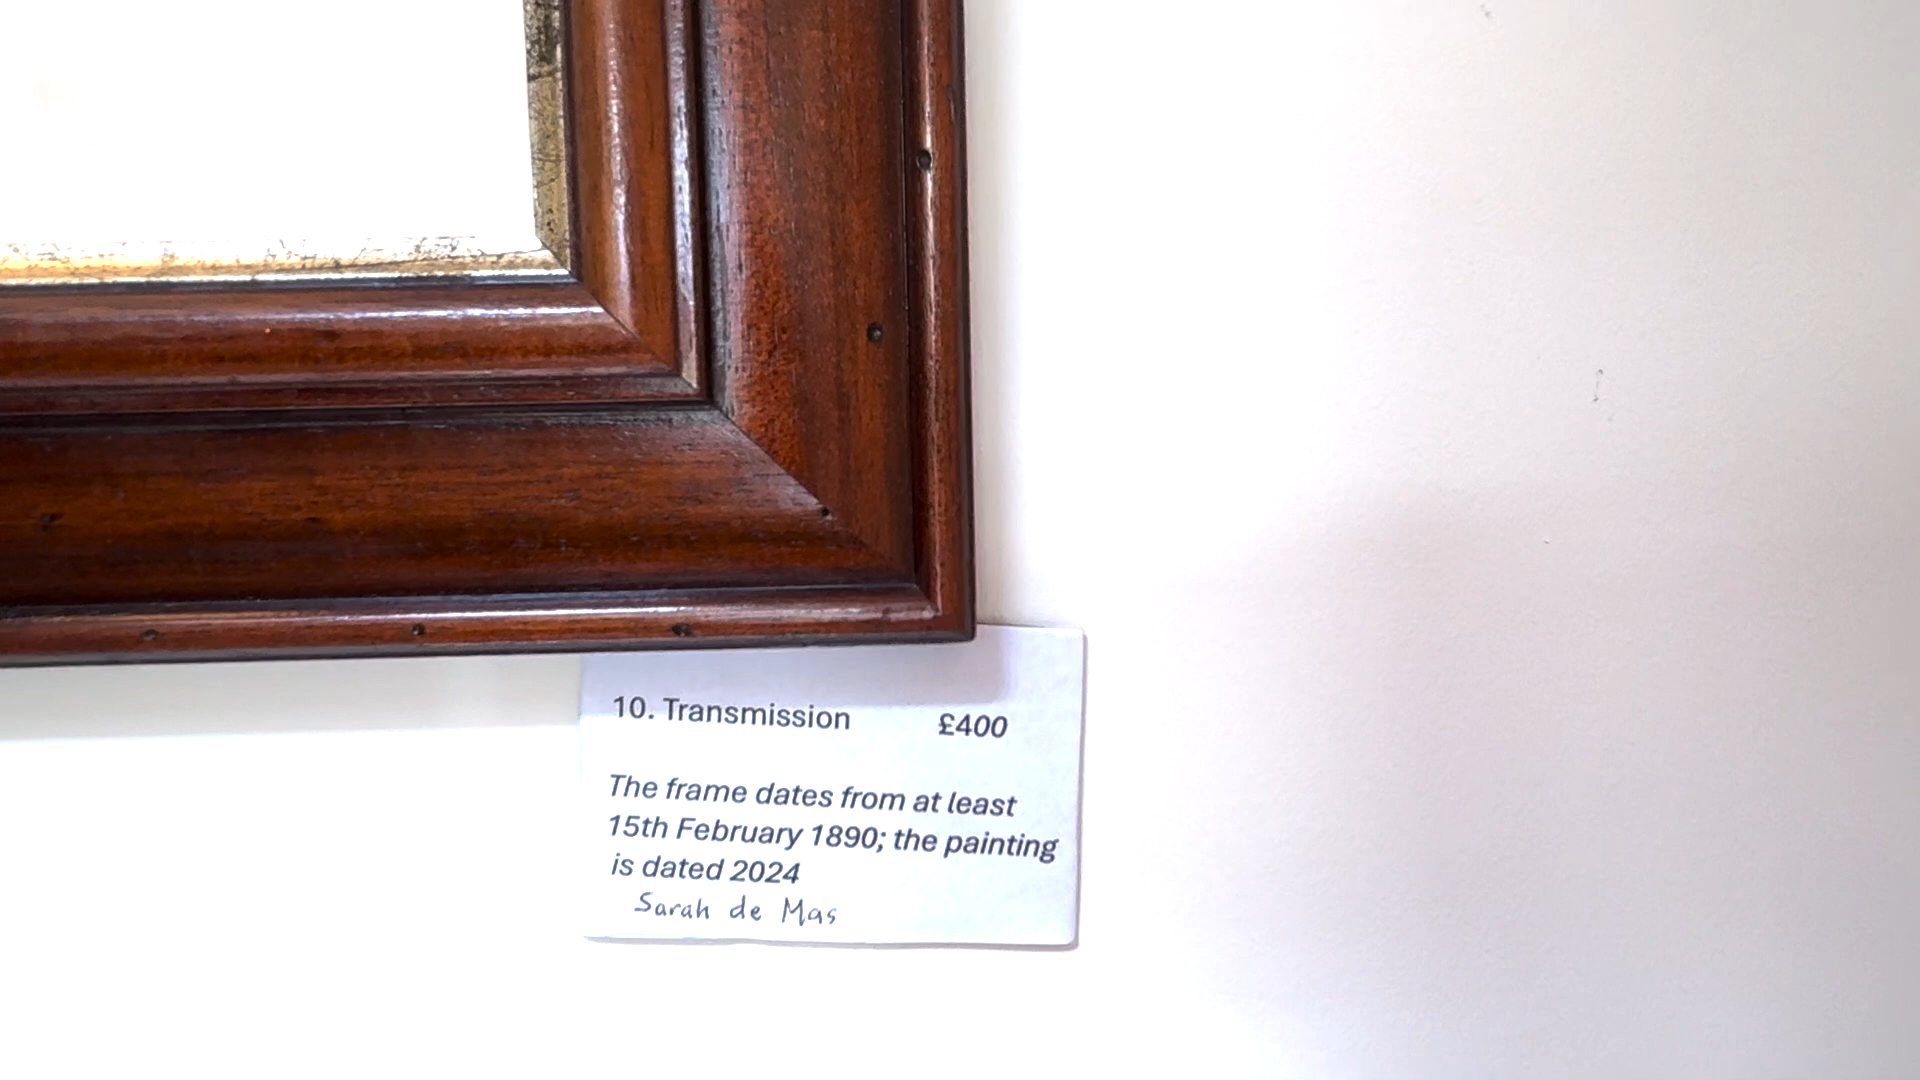 10. Transmission £400
The frame dates from at least
15th February 1890; the painting
is dated 2024
Sarah de Mas